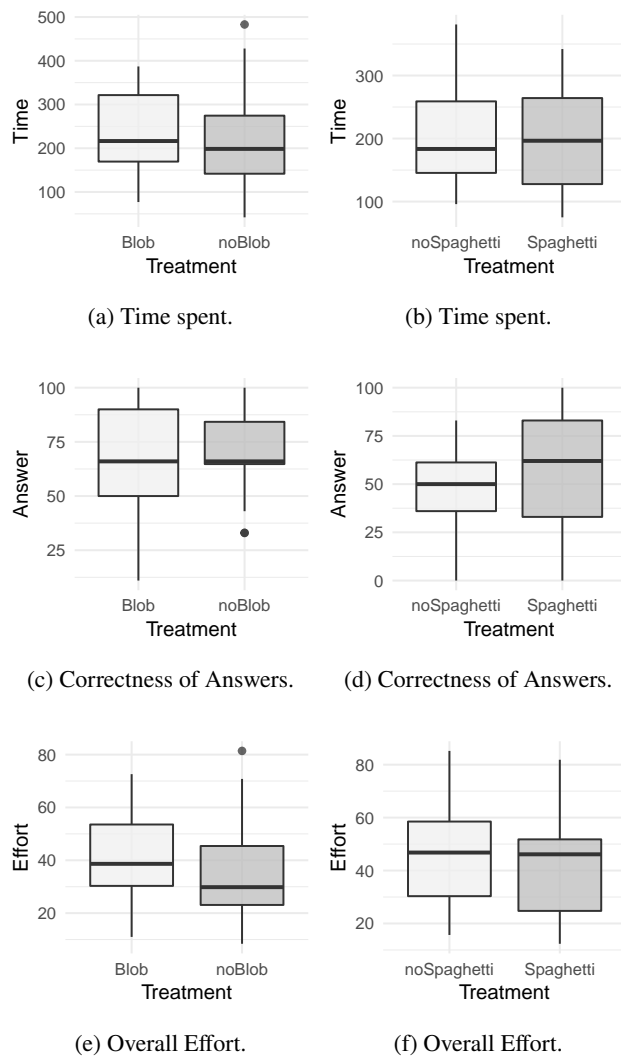 500
400
300
200
100
Time
Blob
noBlob
Treatment
(a) Time spent.
300
200
100
Time
noSpaghetti
Spaghetti
Treatment
(b) Time spent.
100
75
50
25
Answer
Blob
noBlob
Treatment
(c) Correctness of Answers.
100
75
50
25
0
Answer
noSpaghetti
Spaghetti
Treatment
(d) Correctness of Answers.
80
60
40
20
Effort
Blob
noBlob
Treatment
(e) Overall Effort.
80
60
40
20
Effort
noSpaghetti
Spaghetti
Treatment
(f) Overall Effort.